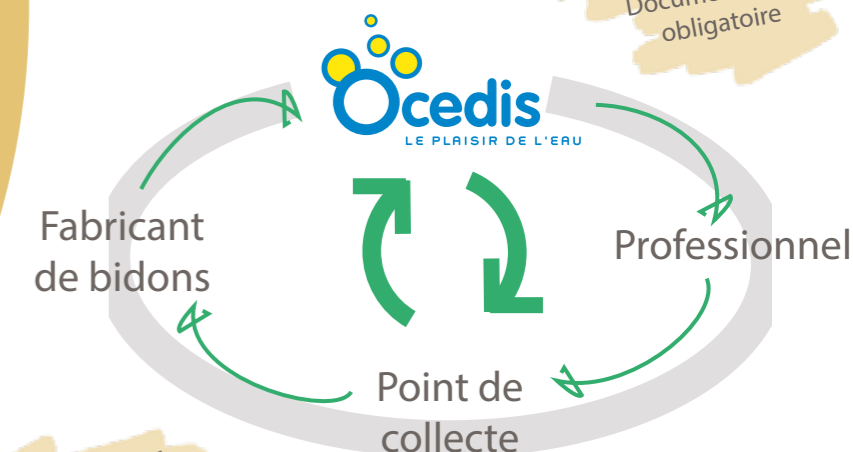 obligatoire
Ocedis
LE PLAISIR DE L'EAU
Fabricant
de bidons
Professionnel
Point de
collecte